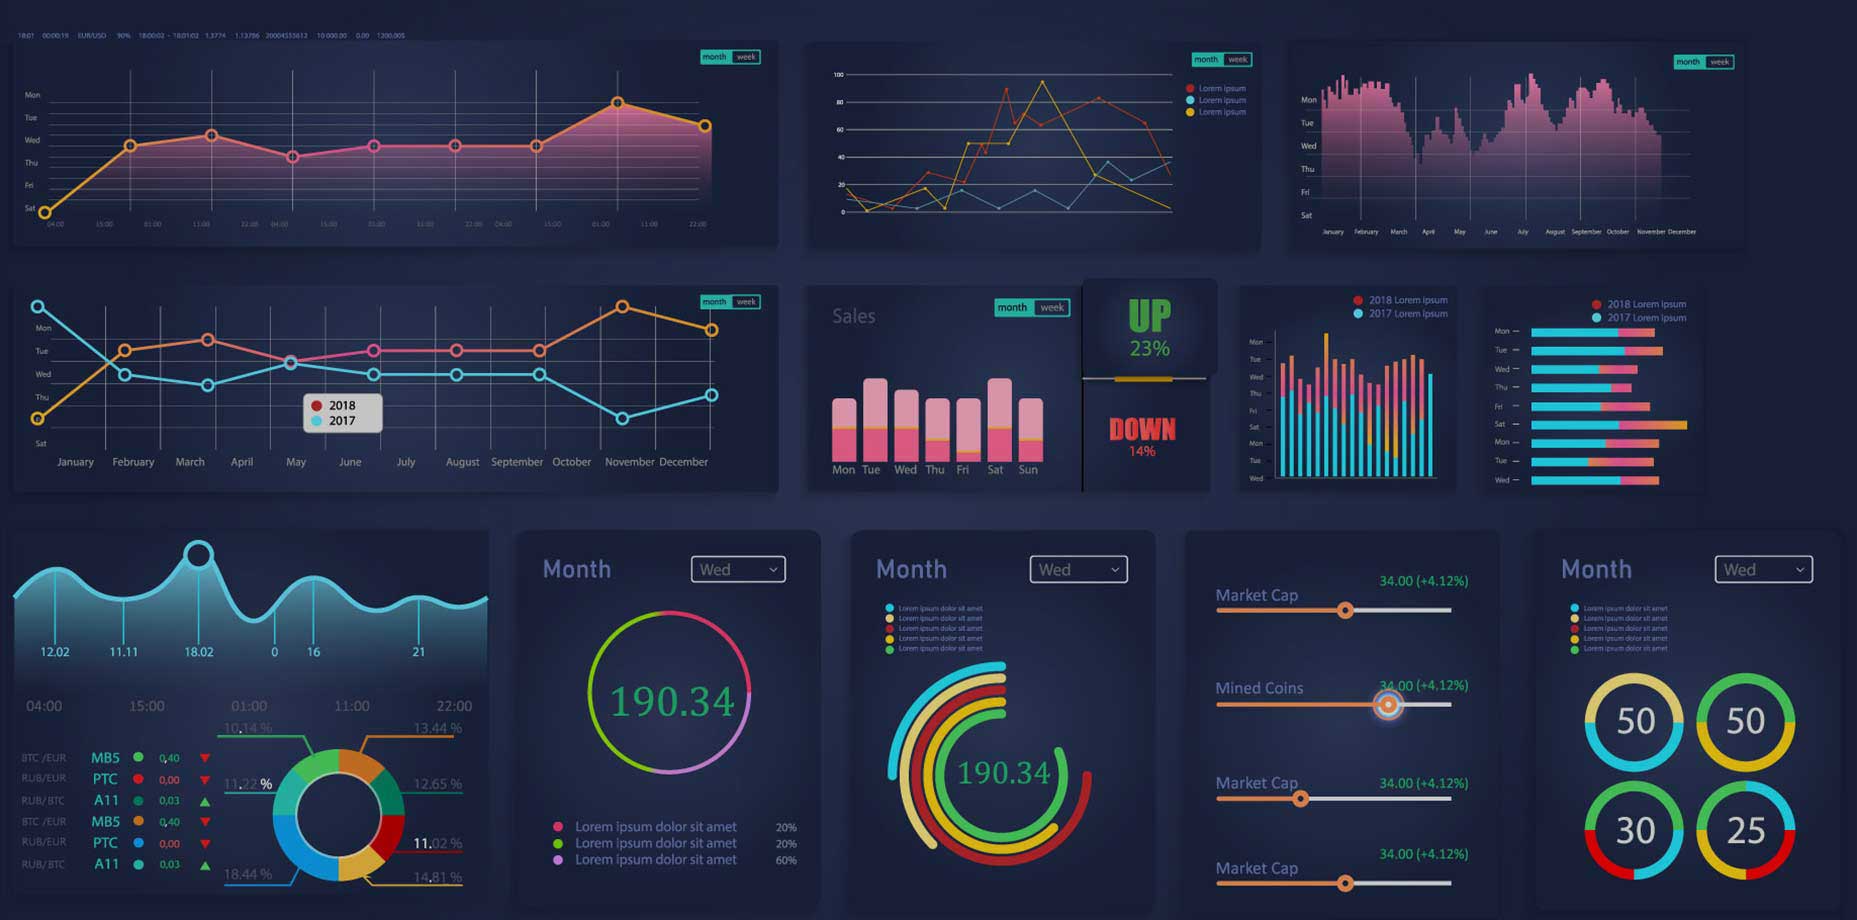 18:01 00:00:19 EUR/USD 90% 18:00:02 - 18:01:02 1.3774 1.13786 20004555612 10 000.00 0.00 1200.005
month week
Mon
Tue
Wed
Thu
Fri
Sat
04:00 15:00 01:00 11:00 22:00 04:00 15:00 01:00 11:00 22:00 04:00 01:00 11:00 22:00
month week
100
80
60
40
20
0
Lorem ipsum
Lorem ipsum
Lorem ipsum
month week
Mon
Tue
Wed
Thu
Fri
Sat
January February March April May June July August September October November December
month week
Mon
Tue
Wed
Thu
Sat
2018
2017
January February March April May June July August September October November December
Sales
month week
Mon Tue Wed Thu Fri Sat Sun
UP
23%
DOWN
14%
2018 Lorem ipsum
2017 Lorem ipsum
Mon
Tue
Wed
Thu
Fri
Sat
Mon
Tue
Wed
2018 Lorem ipsum
2017 Lorem ipsum
Mon
Tue
Wed
Thu
Fri
Sat
Mon
Tue
Wed
12.02 11.11 18.02 0 16 21
04:00 15:00 01:00 11:00 22:00
BTC /EUR MB5 0,40
RUB/EUR PTC 0,00
RUB/BTC A11 0,03
BTC /EUR MB5 0,40
RUB/EUR PTC 0,00
RUB/BTC A11 0,03
10.14 %
13.44 %
11.22 %
12.65 %
11.02 %
18.44 %
14.81 %
Month
Wed
190.34
Lorem ipsum dolor sit amet 20%
Lorem ipsum dolor sit amet 20%
Lorem ipsum dolor sit amet 60%
Month
Wed
Lorem ipsum dolor sit amet
Lorem ipsum dolor sit amet
Lorem ipsum dolor sit amet
Lorem ipsum dolor sit amet
Lorem ipsum dolor sit amet
190.34
34.00 (+4.12%)
Market Cap
34.00 (+4.12%)
Mined Coins
34.00 (+4.12%)
Market Cap
34.00 (+4.12%)
Market Cap
Month
Wed
Lorem ipsum dolor sit amet
Lorem ipsum dolor sit amet
Lorem ipsum dolor sit amet
Lorem ipsum dolor sit amet
Lorem ipsum dolor sit amet
50
50
30
25